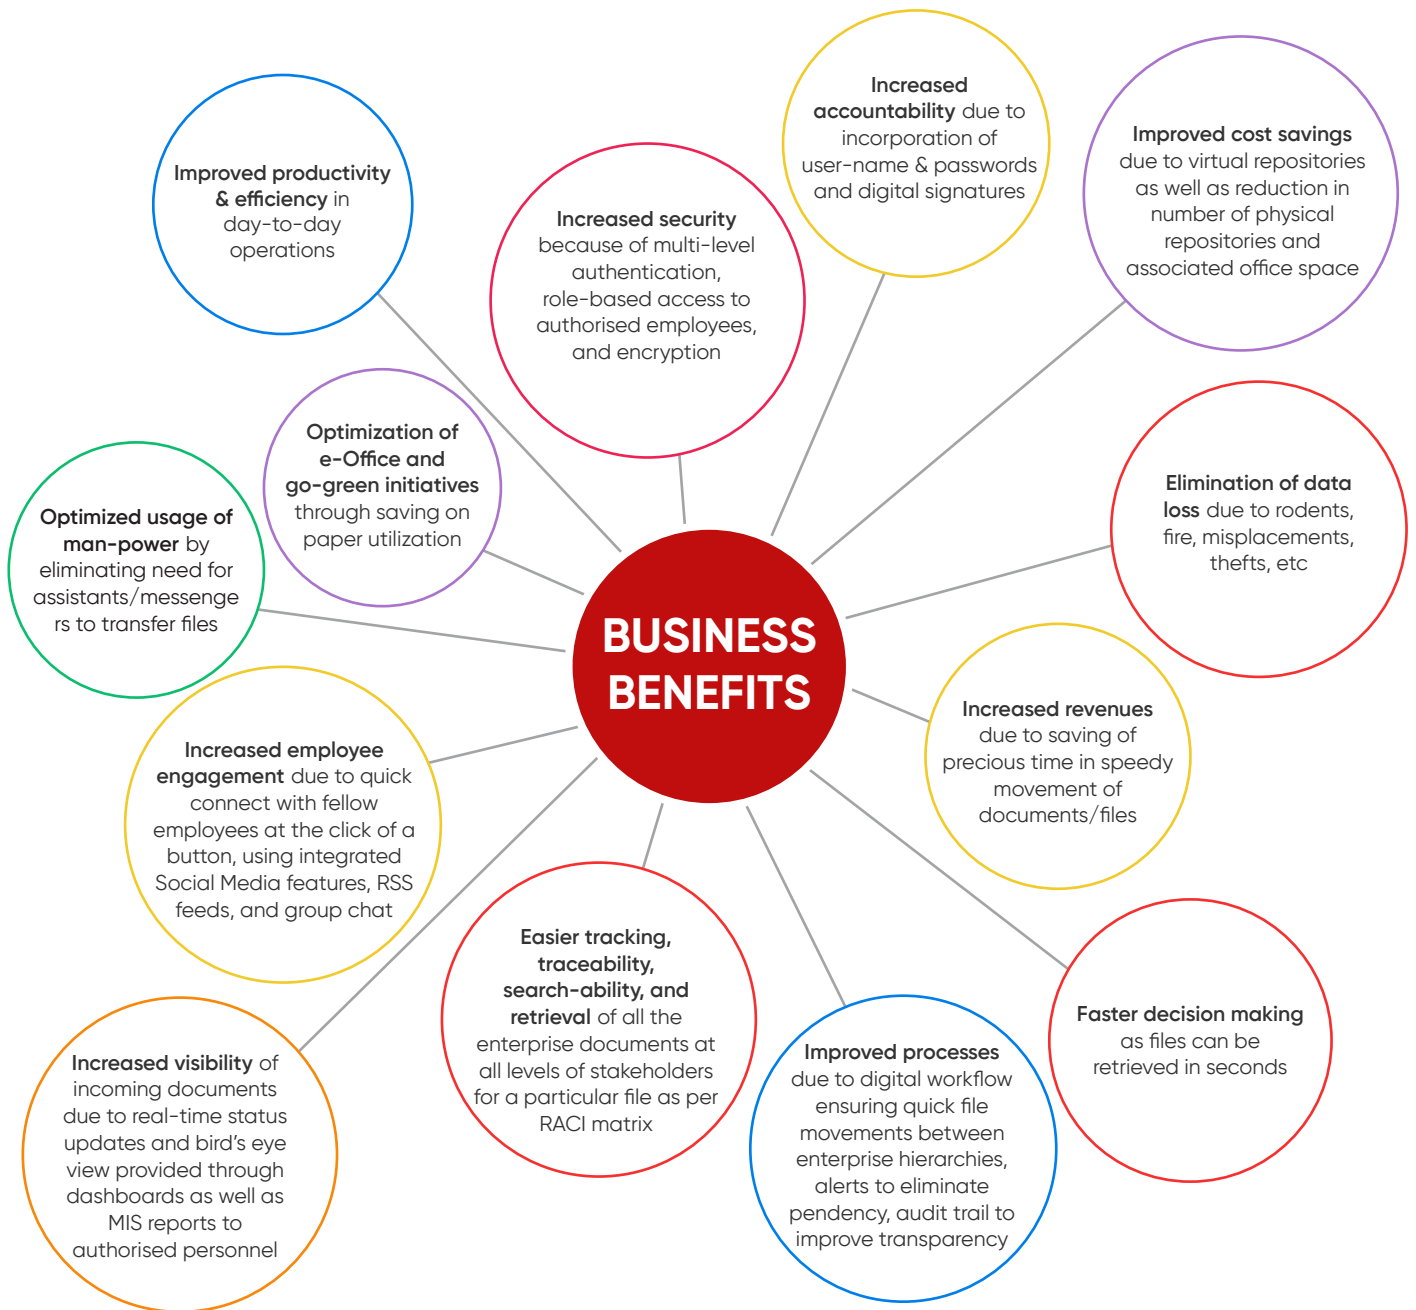 Increased
accountability due to
incorporation of
user-name & passwords
and digital signatures
Improved cost savings
due to virtual repositories
as well as reduction in
number of physical
repositories and
associated office space
Improved productivity
& efficiency in
day-to-day
operations
Increased security
because of multi-level
authentication,
role-based access to
authorised employees,
and encryption
Optimization of
e-Office and
go-green initiatives
through saving on
paper utilization
Elimination of data
loss due to rodents,
fire, misplacements,
thefts, etc
Optimized usage of
man-power by
eliminating need for
assistants/messenge
rs to transfer files
BUSINESS
BENEFITS
Increased revenues
due to saving of
precious time in speedy
movement of
documents/files
Increased employee
engagement due to quick
connect with fellow
employees at the click of a
button, using integrated
Social Media features, RSS
feeds, and group chat
Easier tracking,
traceability,
search-ability, and
retrieval of all the
enterprise documents at
all levels of stakeholders
for a particular file as per
RACI matrix
Faster decision making
as files can be
retrieved in seconds
Improved processes
due to digital workflow
ensuring quick file
movements between
enterprise hierarchies,
alerts to eliminate
pendency, audit trail to
improve transparency
Increased visibility of
incoming documents
due to real-time status
updates and bird's eye
view provided through
dashboards as well as
MIS reports to
authorised personnel